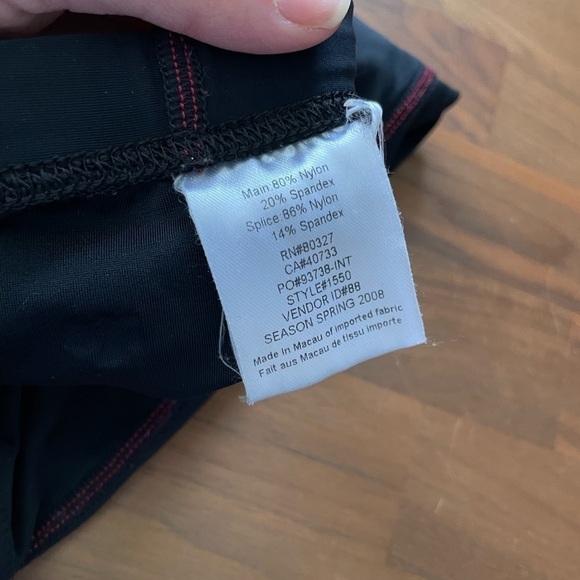 Main:80% Nylon
20% Spandex
Splice:86% Nylon
14% Spandex
RN#80327
CA#40733
PO#93738-INT
STYLE#1550
VENDOR ID#88
SEASON SPRING 2008
Made in Macau of imported fabric
Fait aus Macau de tissu importe